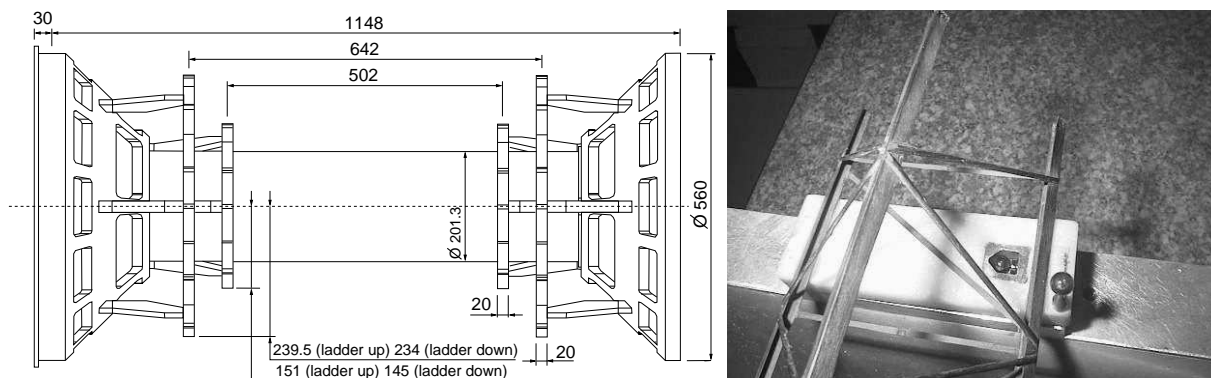 30
1148
642
502
Ø 201.3
Ø 560
20
20
239.5 (ladder up) 234 (ladder down)
151 (ladder up) 145 (ladder down)